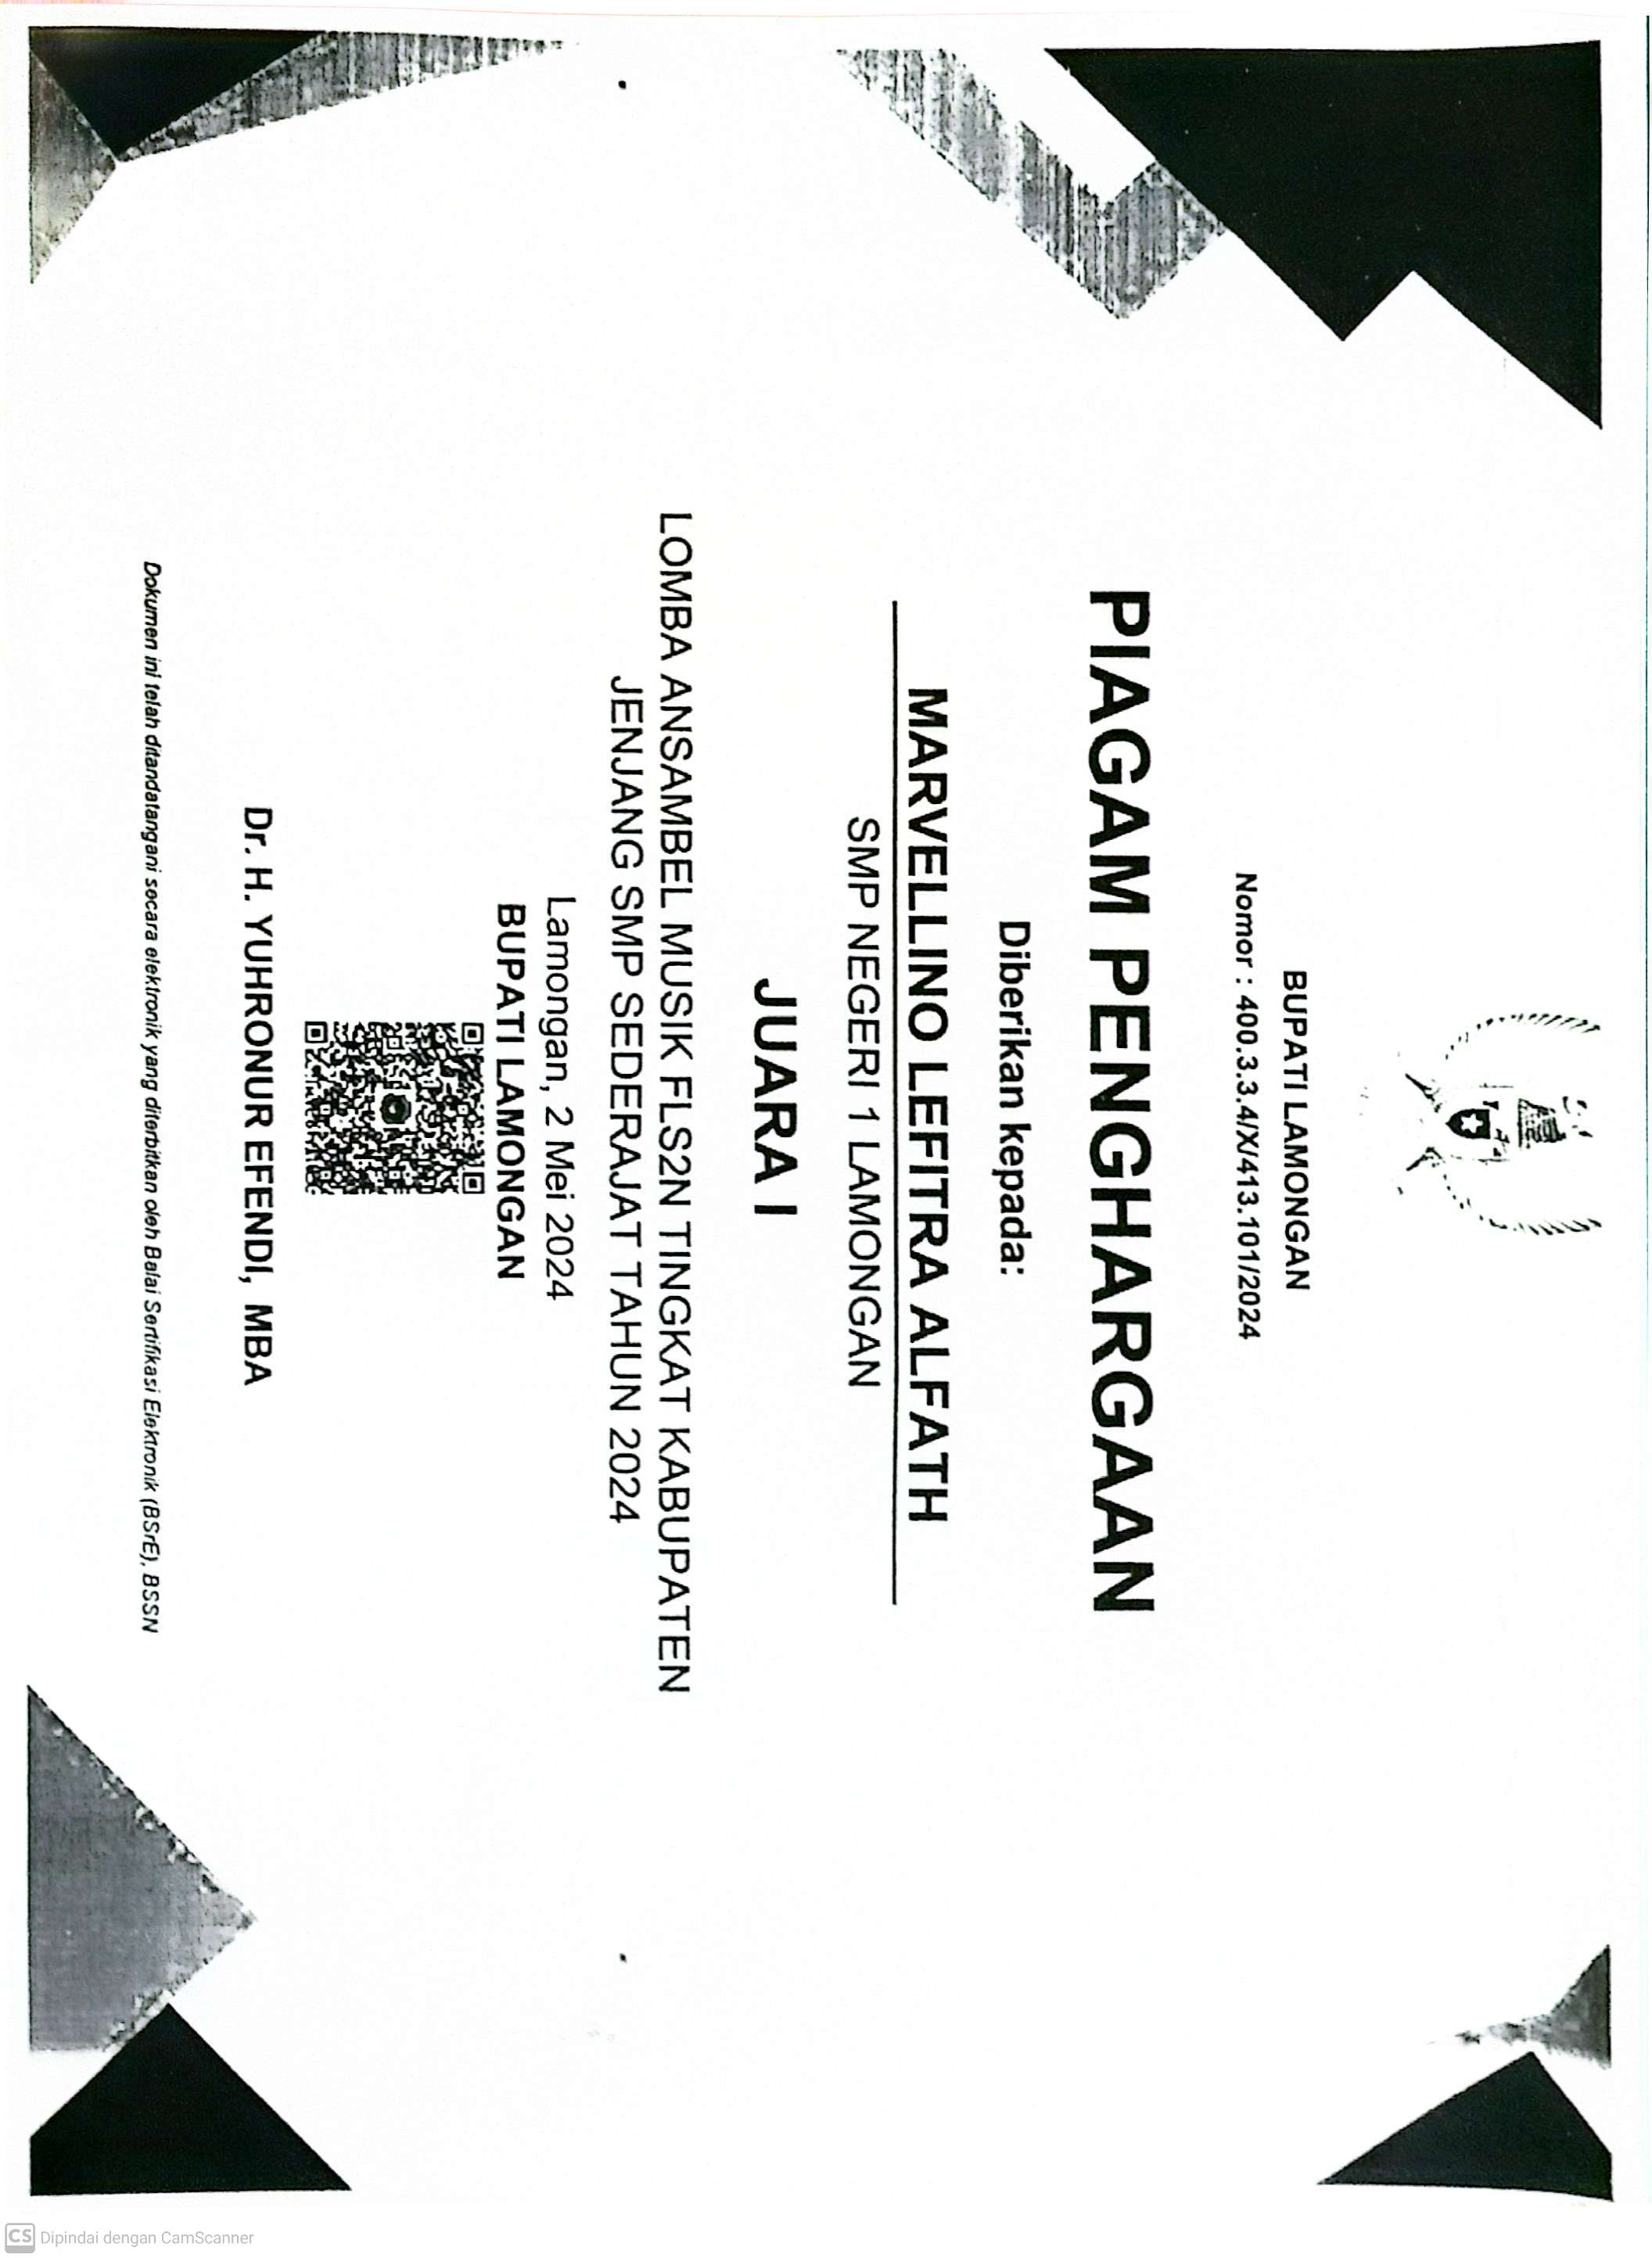 BUPATI LAMONGAN
Nomor : 400.3.3.4/X/413.101/2024
PIAGAM PENGHARGAAN
Diberikan kepada:
MARVELLINO LEFITRA ALFATH
SMP NEGERI 1 LAMONGAN
JUARA I
LOMBA ANSAMBEL MUSIK FLS2N TINGKAT KABUPATEN
JENJANG SMP SEDERAJAT TAHUN 2024
Lamongan, 2 Mei 2024
BUPATI LAMONGAN
Dr. H. YUHRONUR EFENDI, MBA
Dokumen ini telah ditandatangani secara elektronik yang diterbitkan oleh Balai Sertifikasi Elektronik (BSrE), BSSN
CS Dipindai dengan CamScanner